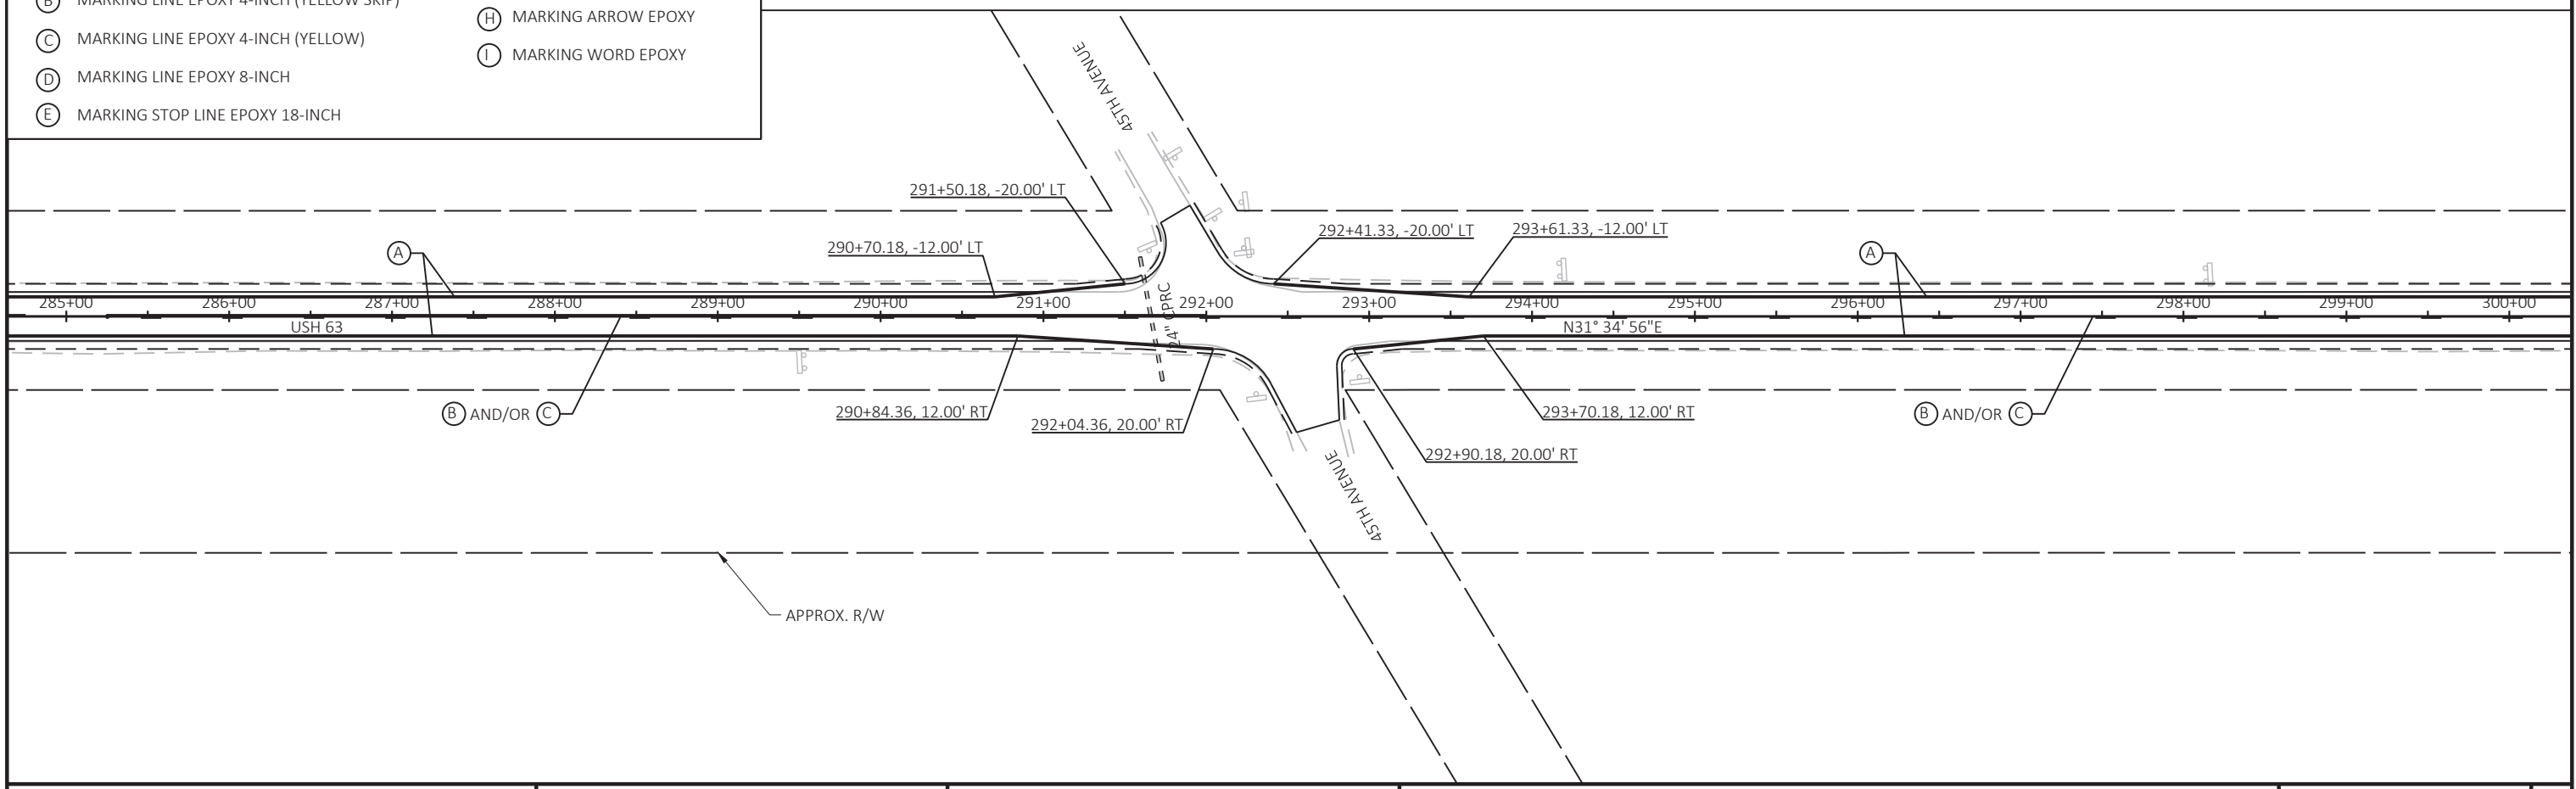 B MARKING LINE EPOXY 4-INCH (YELLOW SKIP)
C MARKING LINE EPOXY 4-INCH (YELLOW)
D MARKING LINE EPOXY 8-INCH
E MARKING STOP LINE EPOXY 18-INCH
H MARKING ARROW EPOXY
I MARKING WORD EPOXY
45TH AVENUE
291+50.18, -20.00' LT
290+70.18, -12.00' LT
292+41.33, -20.00' LT
293+61.33, -12.00' LT
A
A
285+00 286+00 287+00 288+00 289+00 290+00 291+00 292+00 293+00 294+00 295+00 296+00 297+00 298+00 299+00 300+00
24" CPRC
USH 63
N31° 34' 56"E
B AND/OR C
290+84.36, 12.00' RT
292+04.36, 20.00' RT
293+70.18, 12.00' RT
292+90.18, 20.00' RT
B AND/OR C
45TH AVENUE
APPROX. R/W